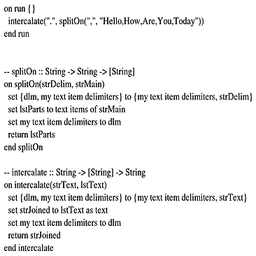 on run {}
intercalate(".", splitOn(",", "Hello,How,Are,You,Today"))
end run
-- splitOn :: String -> String -> [String]
on splitOn(strDelim, strMain)
set {dlm, my text item delimiters} to {my text item delimiters, strDelim}
set lstParts to text items of strMain
set my text item delimiters to dlm
return lstParts
end splitOn
-- intercalate :: String -> [String] -> String
on intercalate(strText, lstText)
set {dlm, my text item delimiters} to {my text item delimiters, strText}
set strJoined to lstText as text
set my text item delimiters to dlm
return strJoined
end intercalate